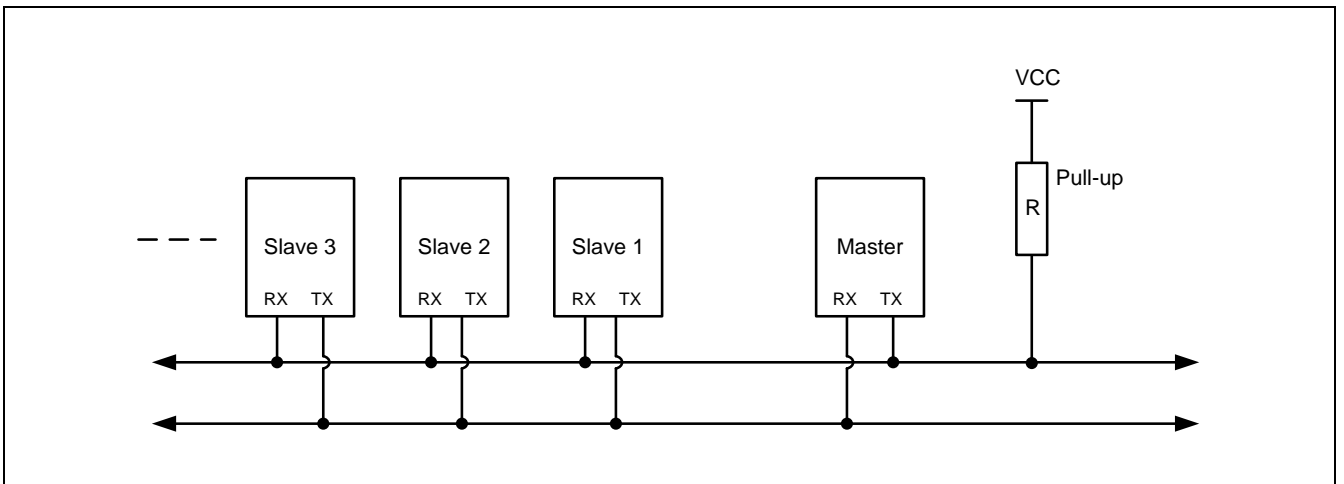 VCC
Pull-up
R
Slave 3
Slave 2
Slave 1
Master
RX TX
RX TX
RX TX
RX TX